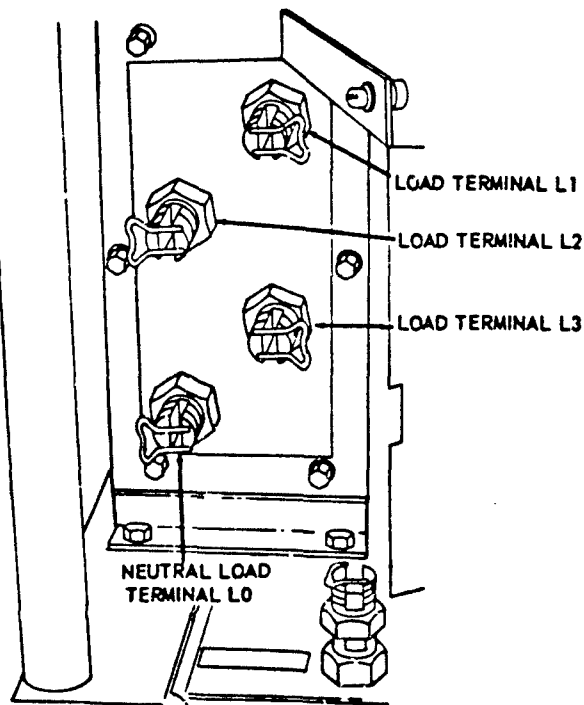 LOAD TERMINAL L1
LOAD TERMINAL L2
LOAD TERMINAL L3
NEUTRAL LOAD
TERMINAL L0